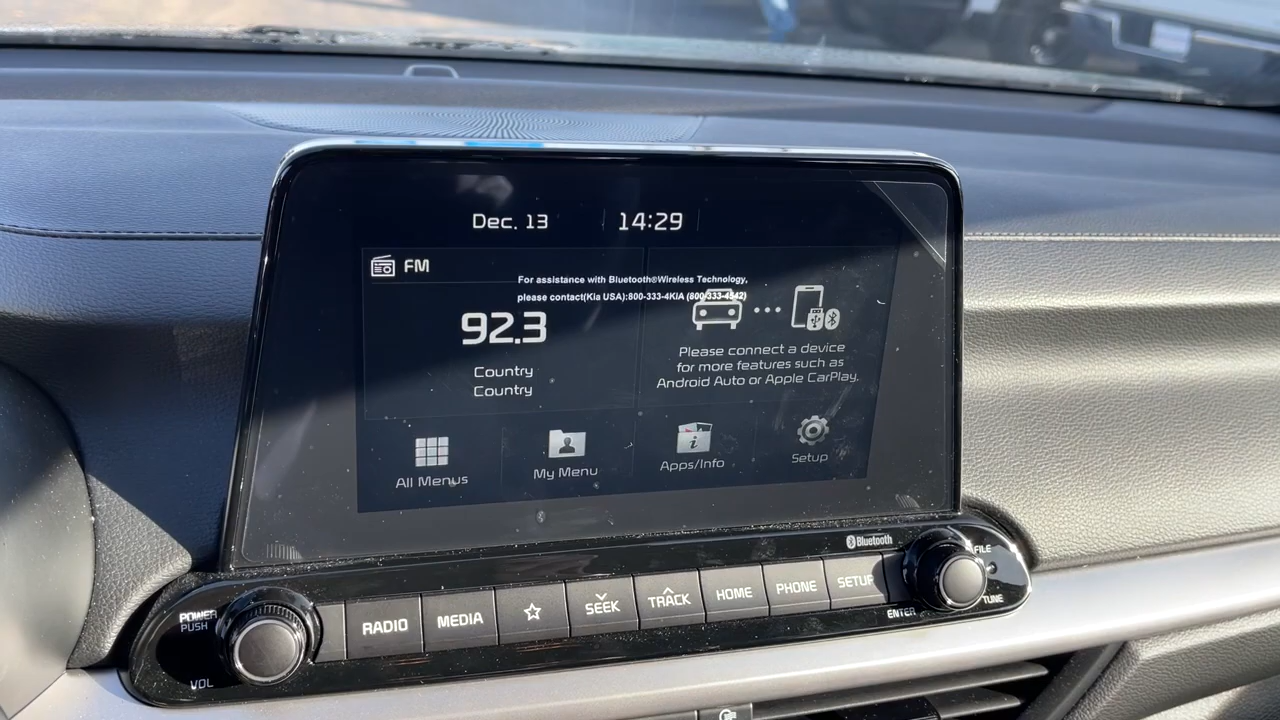 Dec. 13
14:29
FM
For assistance with Bluetooth®Wireless Technology,
please contact(Kia USA):800-333-4KIA (800-333-4542)
92.3
Country
Country
Please connect a device
for more features such as
Android Auto or Apple CarPlay.
All Menus
My Menu
Apps/Info
Setup
Bluetooth
POWER
PUSH
VOL
RADIO
MEDIA
SEEK
TRACK
HOME
PHONE
SETUP
FILE
TUNE
ENTER